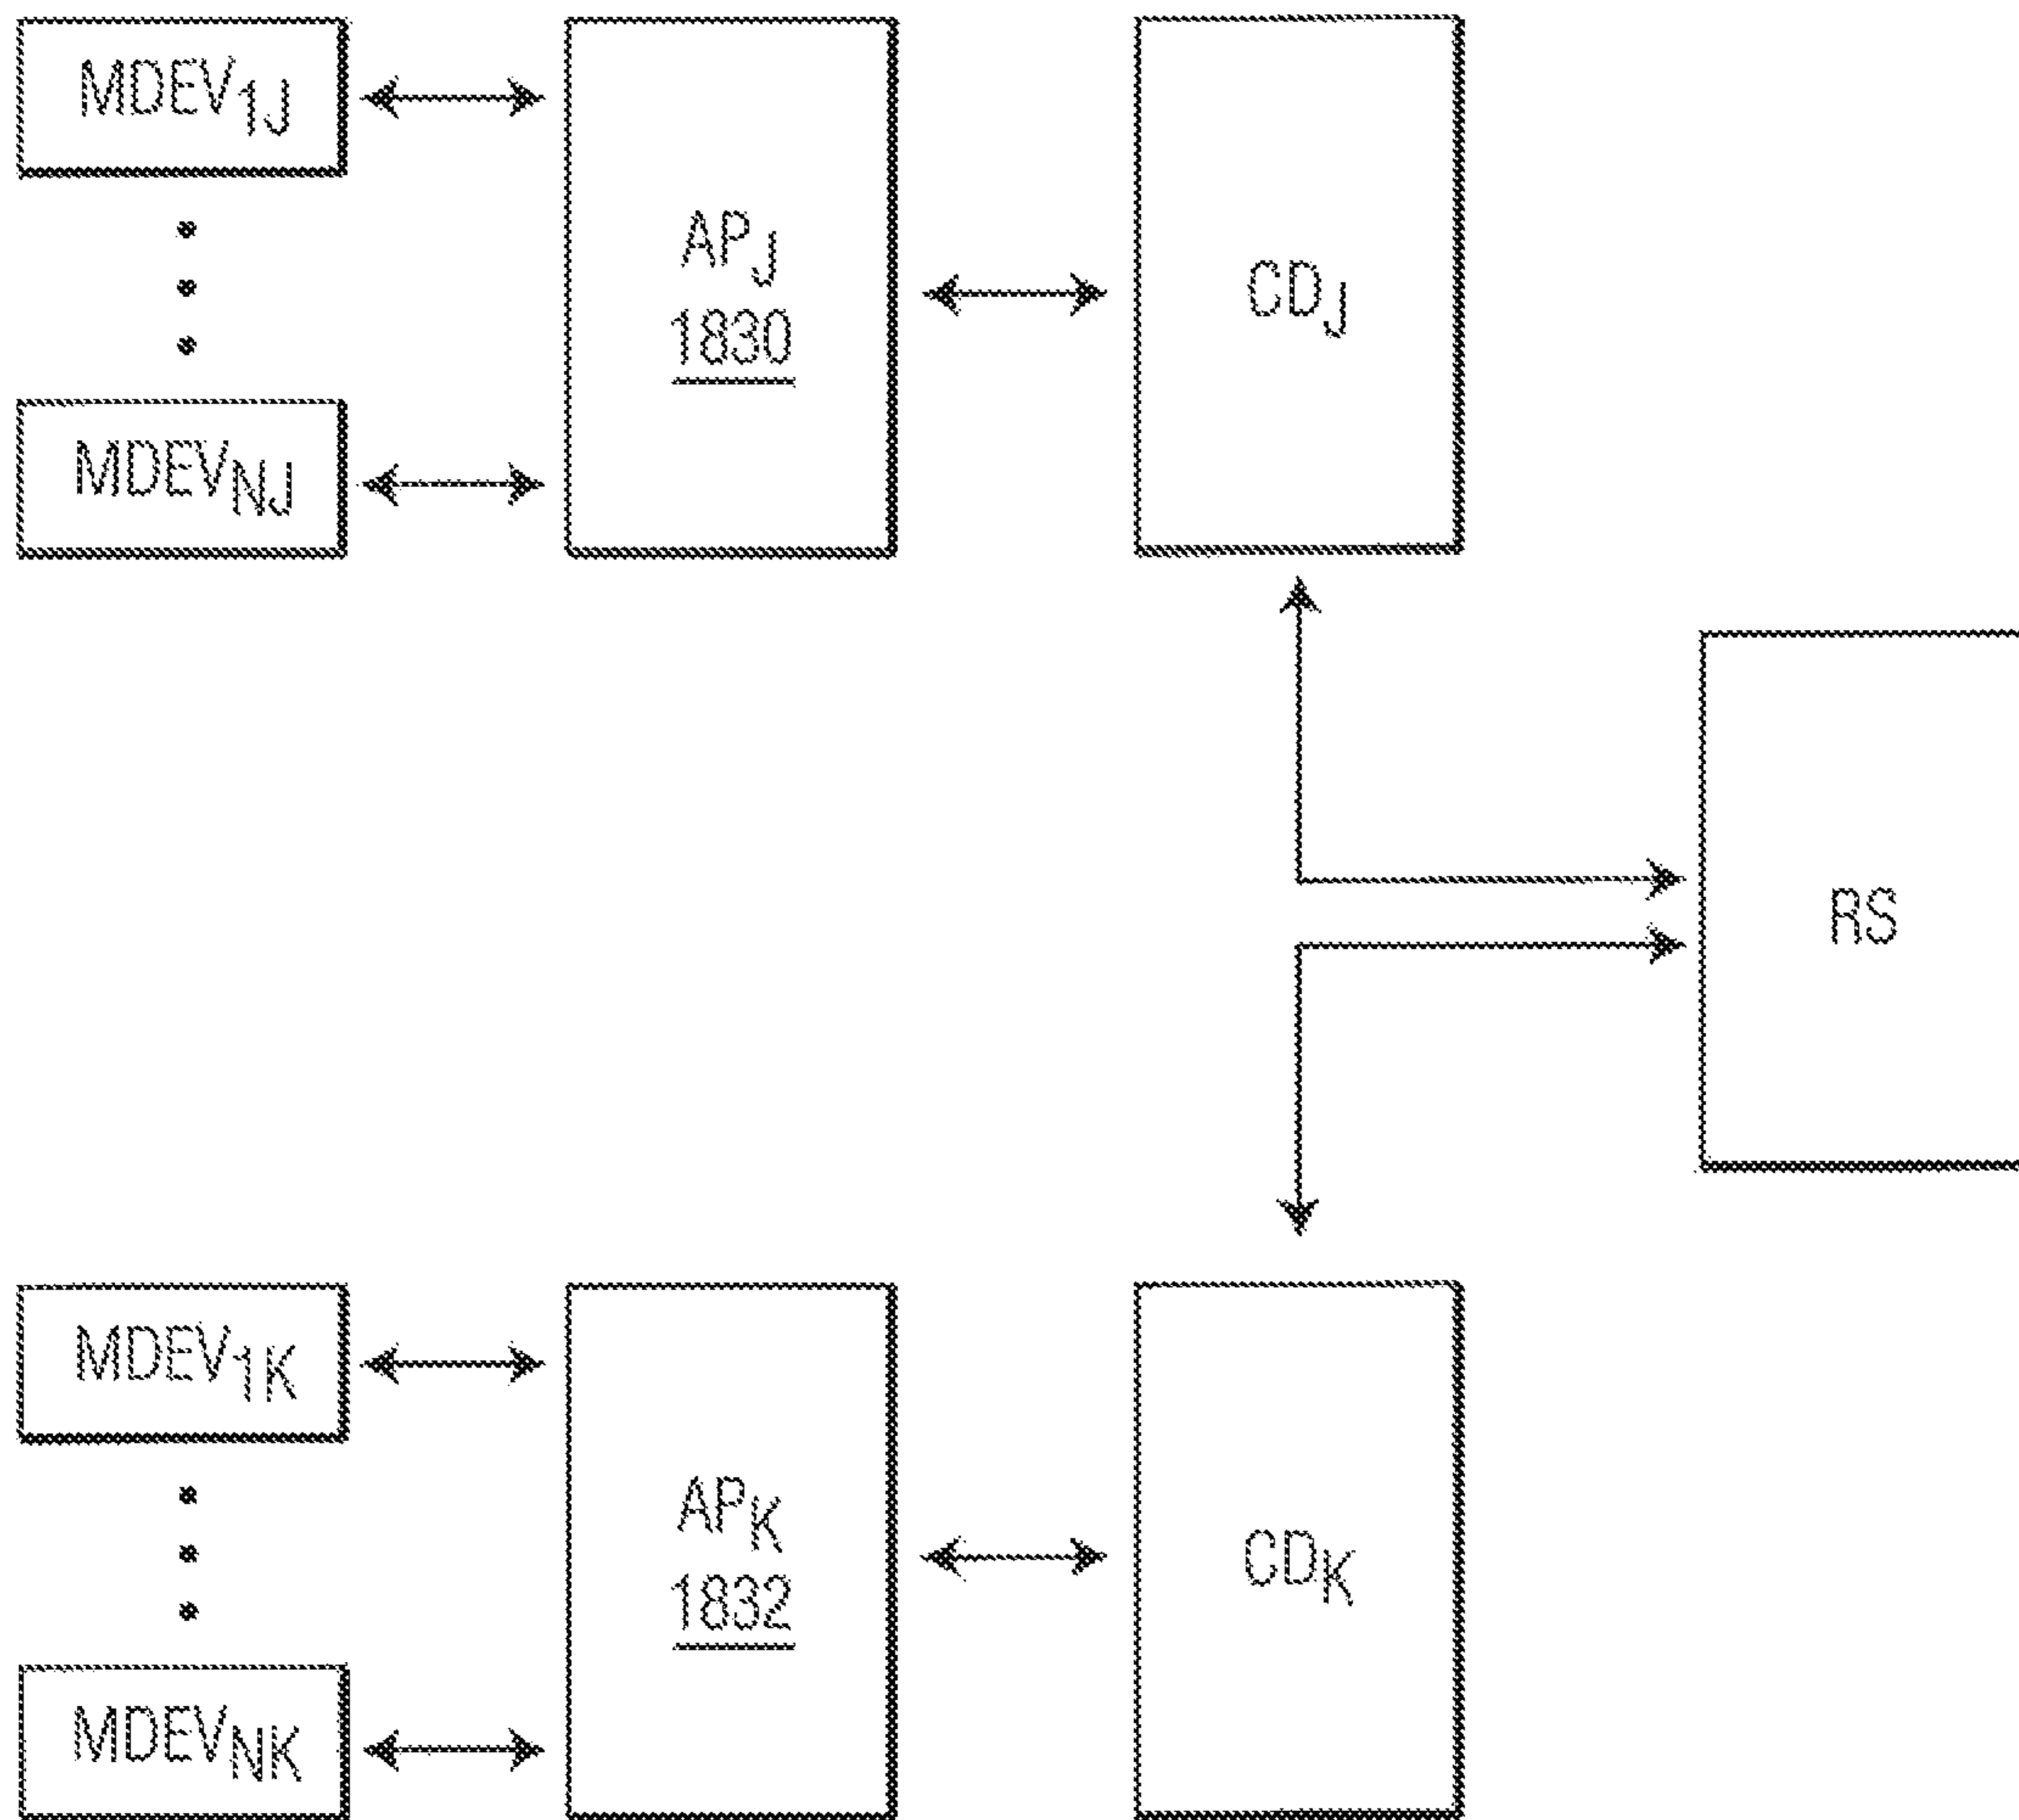 MDEV1J
APJ
1830
CDJ
MDEVNJ
RS
MDEV1K
APK
1832
CDK
MDEVNK